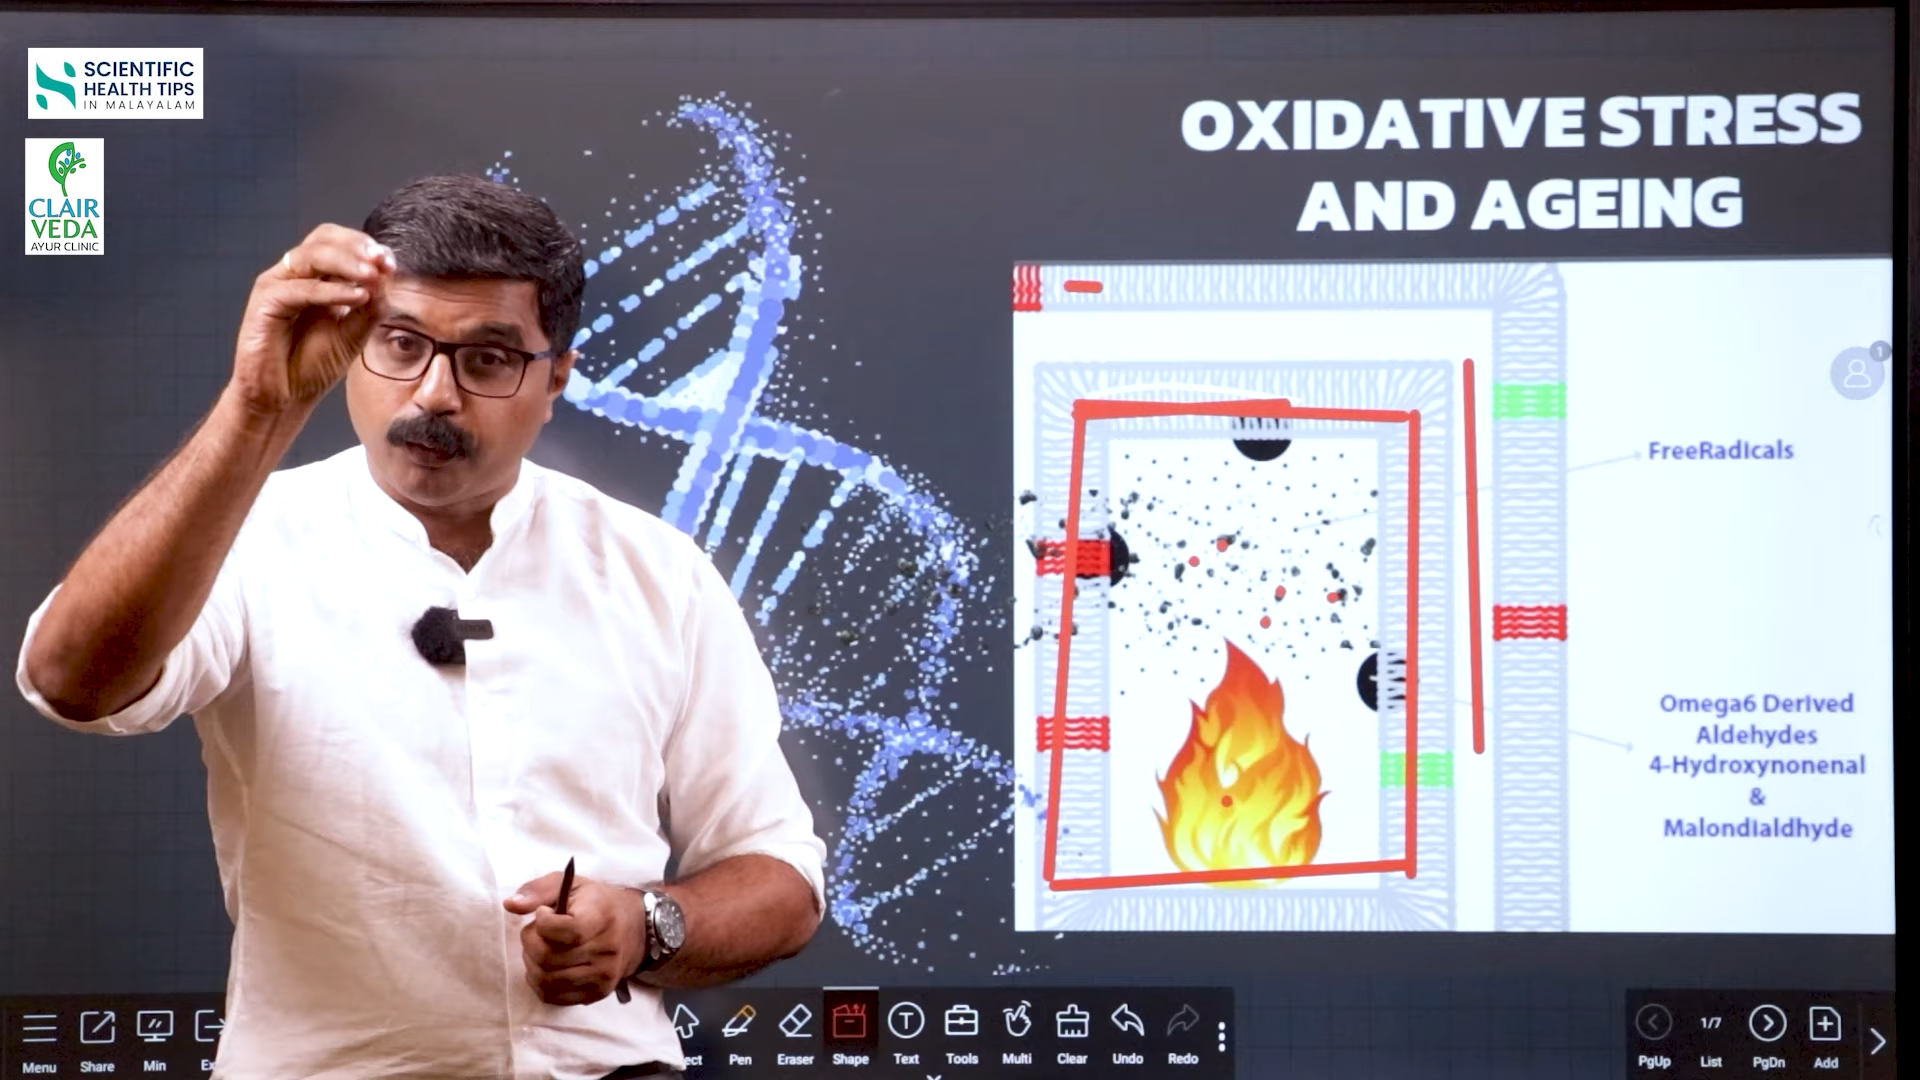 SCIENTIFIC
HEALTH TIPS
IN MALAYALAM
CLAIR
VEDA
AYUR CLINIC
OXIDATIVE STRESS
AND AGEING
1
FreeRadicals
Omega6 Derived
Aldehydes
4-Hydroxynonenal
&
Malondialdhyde
Menu
Share
Min
Pen
Eraser
Shape
T
Text
Tools
Multi
Clear
Undo
Redo
PgUp
1/7
List
PgDn
Add